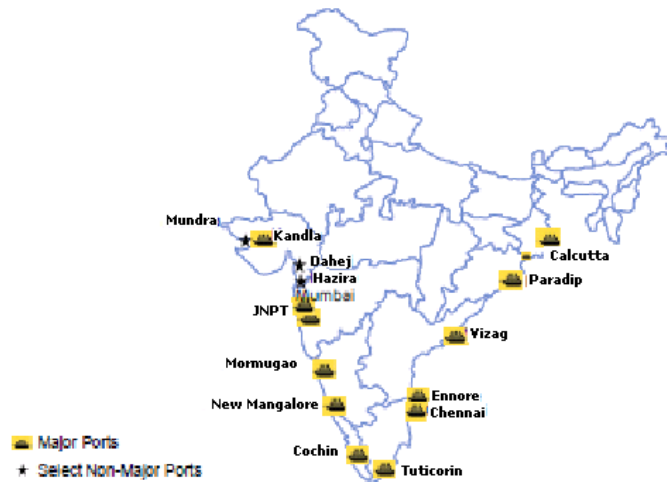 Mundra
Kandla
Dahej
Calcutta
Hazira
Paradip
Mumbai
JNPT
Vizag
Mormugao
Ennore
New Mangalore
Chennai
Major Ports
Cochin
Tuticorin
Select Non-Major Ports